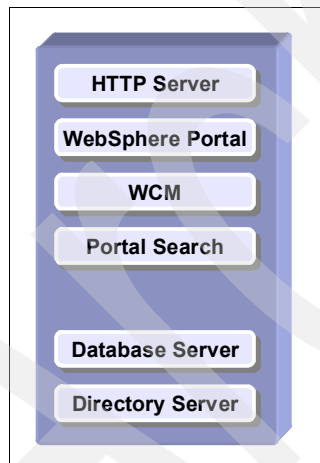 HTTP Server
WebSphere Portal
WCM
Portal Search
Database Server
Directory Server